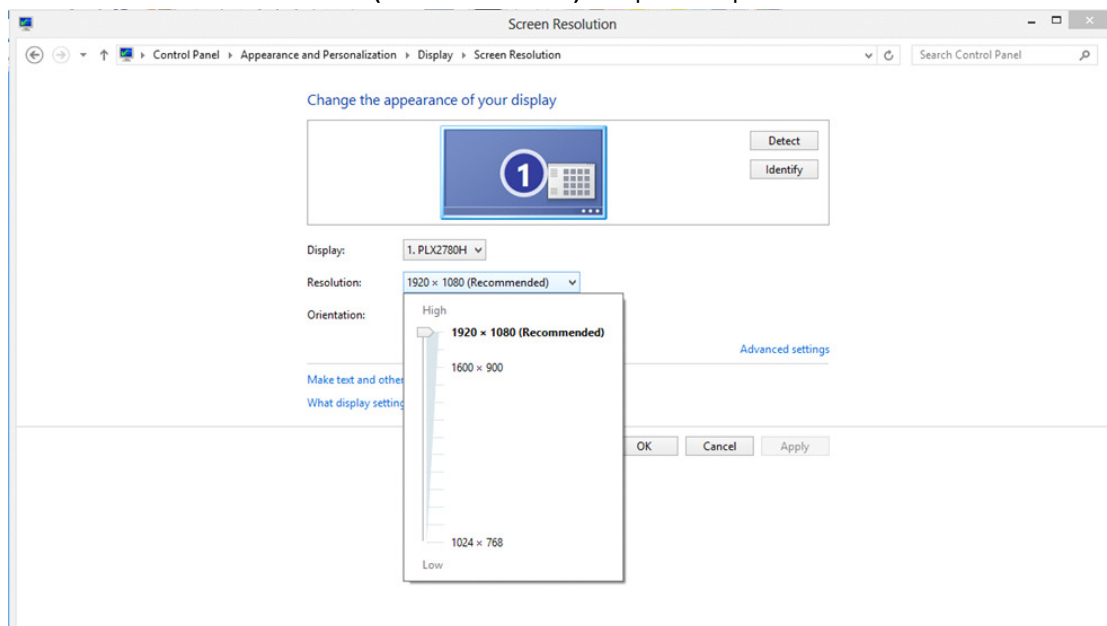 Screen Resolution
Control Panel Appearance and Personalization Display Screen Resolution
Search Control Panel
Change the appearance of your display
1
Detect
Identify
Display: 1. PLX2780H
Resolution: 1920 × 1080 (Recommended)
Orientation:
High
1920 × 1080 (Recommended)
1600 × 900
1024 × 768
Low
Advanced settings
Make text and other
What display
OK Cancel Apply